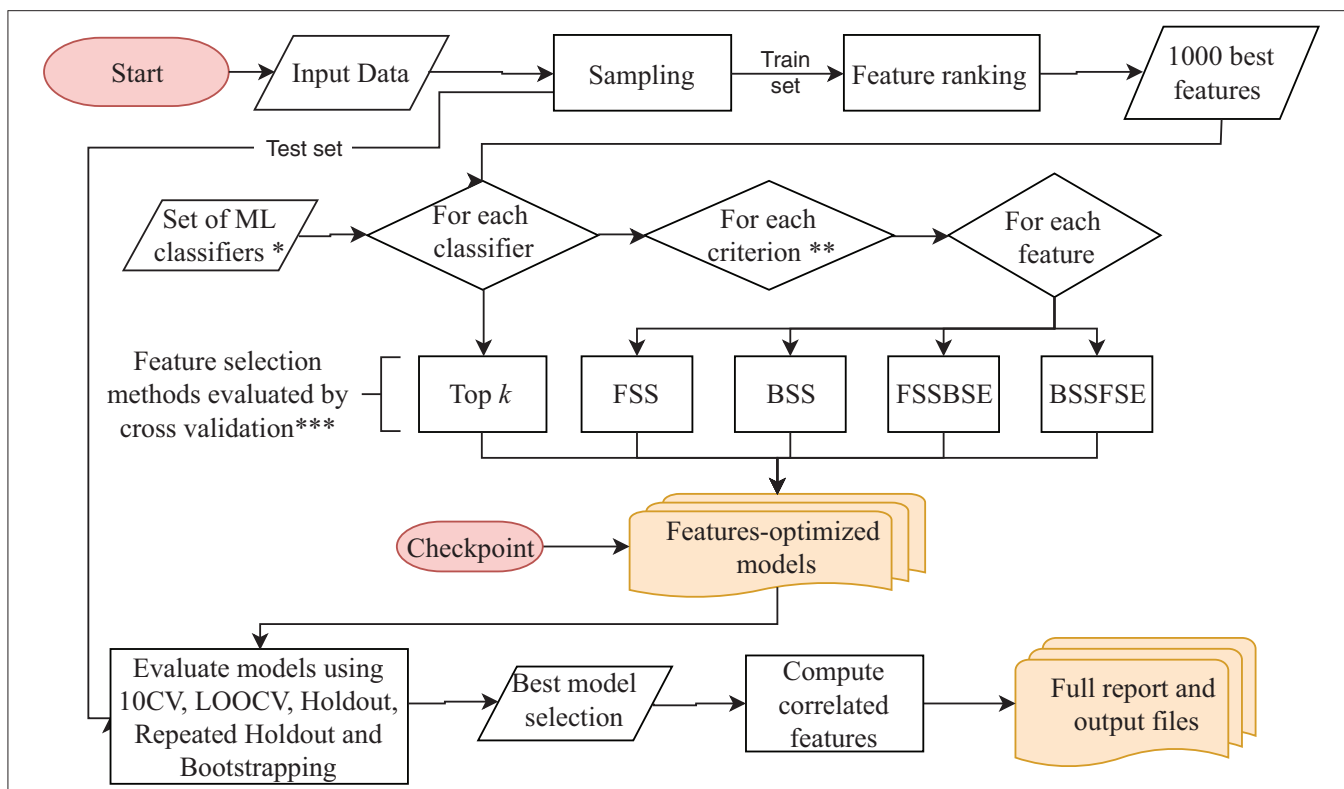 Start
Input Data
Sampling
Train
set
Feature ranking
1000 best
features
Test set
Set of ML
classifiers *
For each
classifier
For each
criterion **
For each
feature
Feature selection
methods evaluated by
cross validation***
Top k
FSS
BSS
FSSBSE
BSSFSE
Checkpoint
Features-optimized
models
Evaluate models using
10CV, LOOCV, Holdout,
Repeated Holdout and
Bootstrapping
Best model
selection
Compute
correlated
features
Full report and
output files